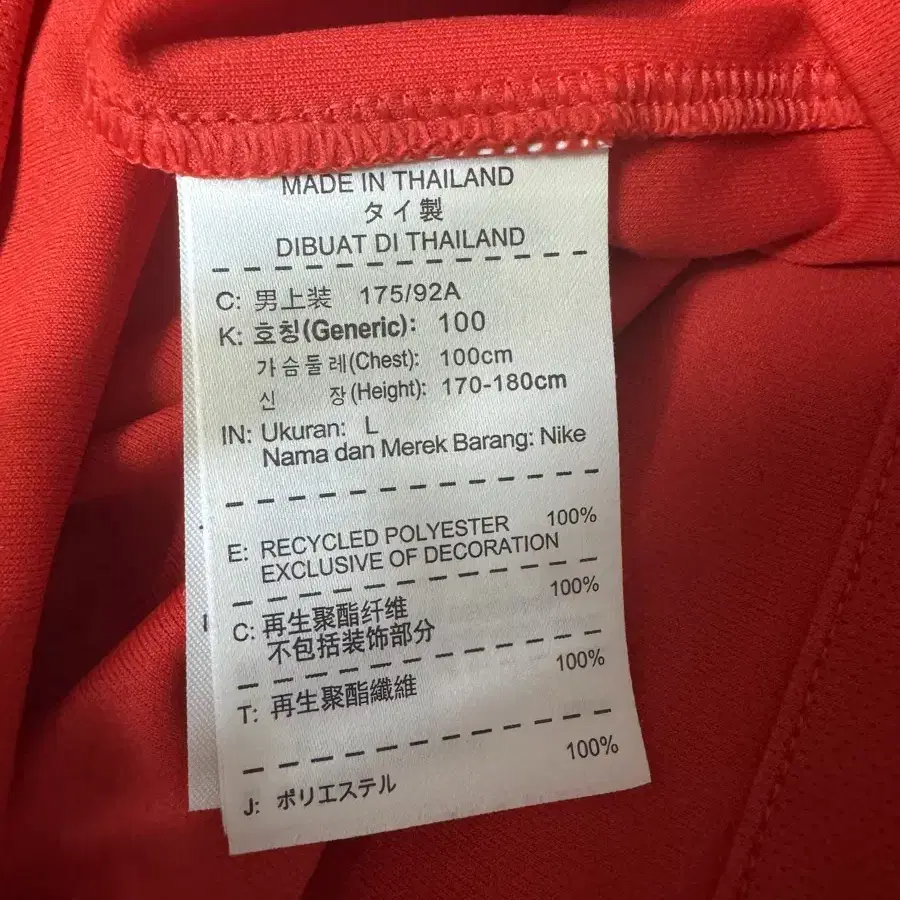 MADE IN THAILAND
タイ製
DIBUAT DI THAILAND
C: 男上装 175/92A
K: 호칭(Generic): 100
가슴둘레(Chest): 100cm
신 장(Height): 170-180cm
IN: Ukuran: L
Nama dan Merek Barang: Nike
E: RECYCLED POLYESTER 100%
EXCLUSIVE OF DECORATION
C: 再生聚酯纤维 100%
不包括装饰部分
T: 再生聚酯纖維 100%
J: ポリエステル 100%